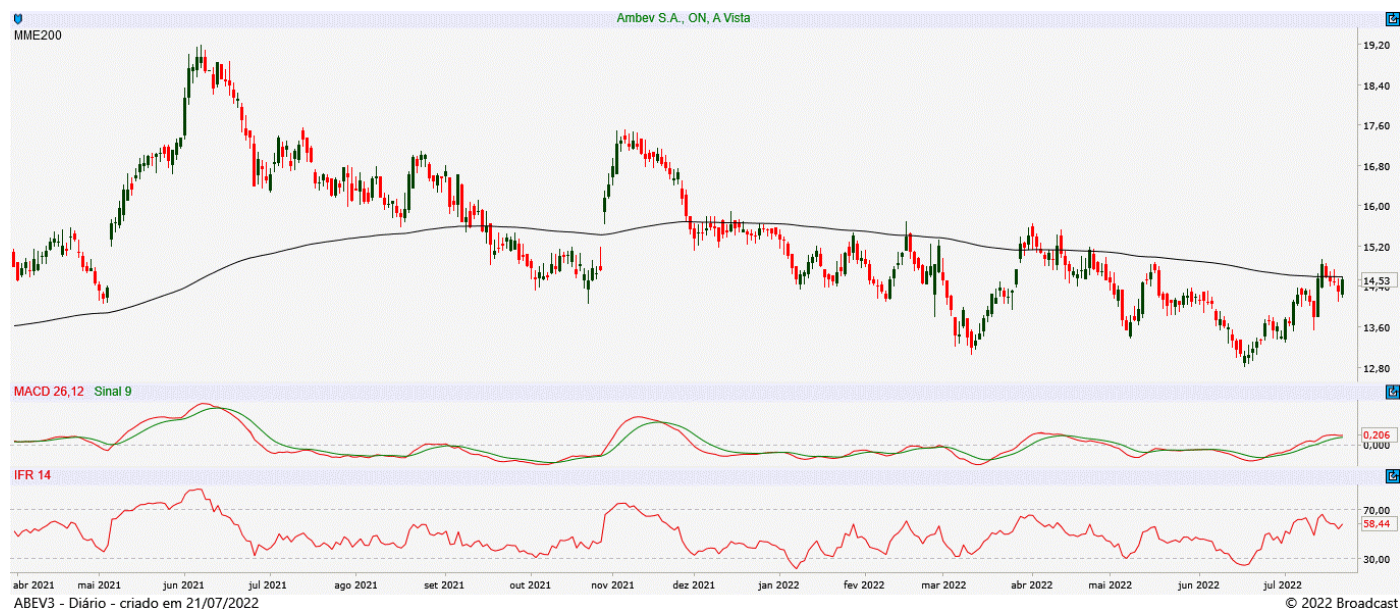 Ambev S.A., ON, A Vista
MME200
19,20
18,40
17,60
16,80
16,00
15,20
14,53
14,40
13,60
12,80
MACD 26,12 Sinal 9
0,206
0,000
IFR 14
70,00
58,44
30,00
abr 2021 mai 2021 jun 2021 jul 2021 ago 2021 set 2021 out 2021 nov 2021 dez 2021 jan 2022 fev 2022 mar 2022 abr 2022 mai 2022 jun 2022 jul 2022
ABEV3 - Diário - criado em 21/07/2022 © 2022 Broadcast